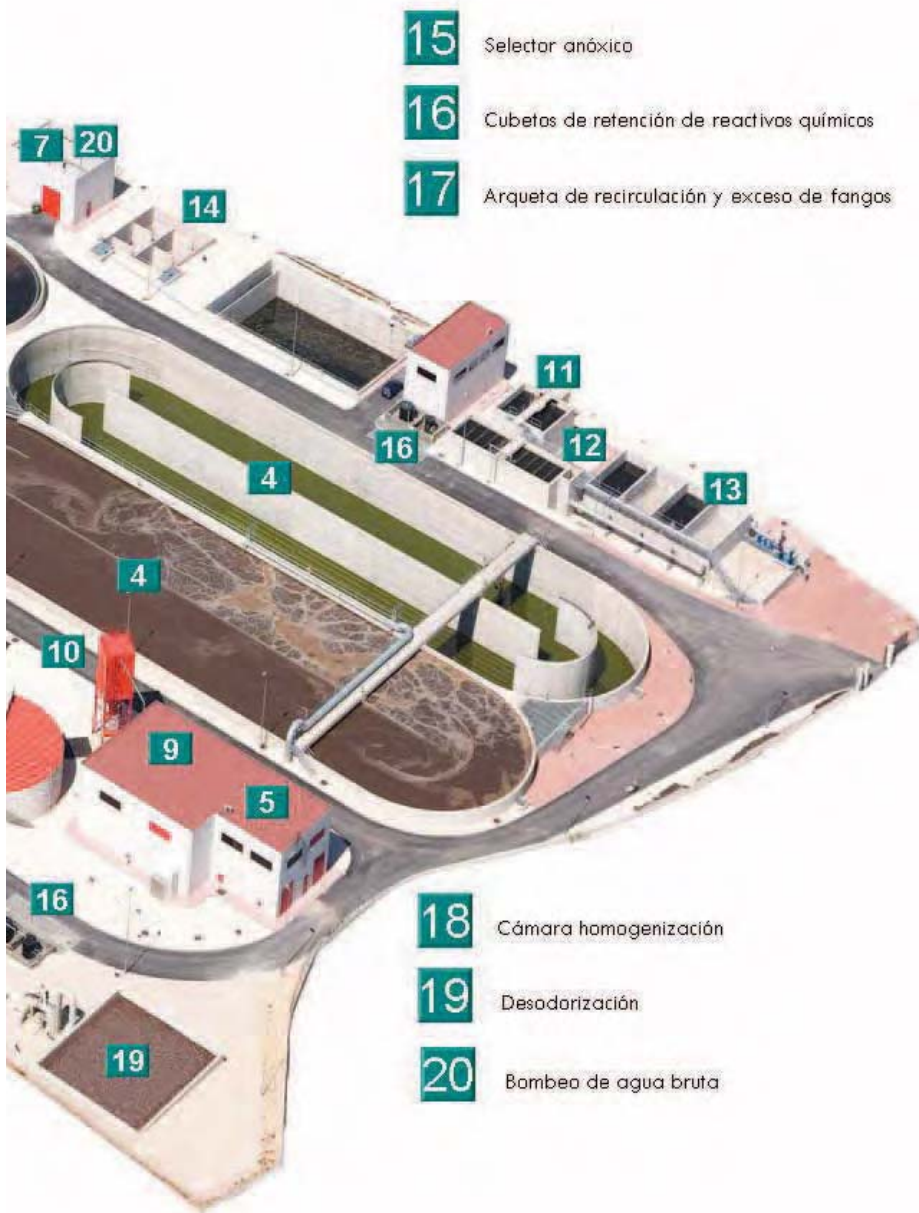 15 Selector anóxico
16 Cubetos de retención de reactivos químicos
17 Arqueta de recirculación y exceso de fangos
7 20
14
11
16
12
4
13
4
10
9
5
16
18 Cámara homogenización
19 Desodorización
19
20 Bombeo de agua bruta